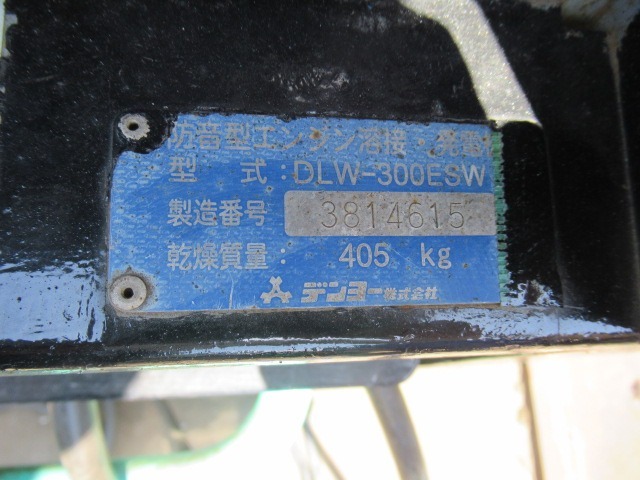 防音型エンジン溶接・発電機
型 式:DLW-300ESW
製造番号 3814615
乾燥質量: 405 kg
デンヨー株式会社